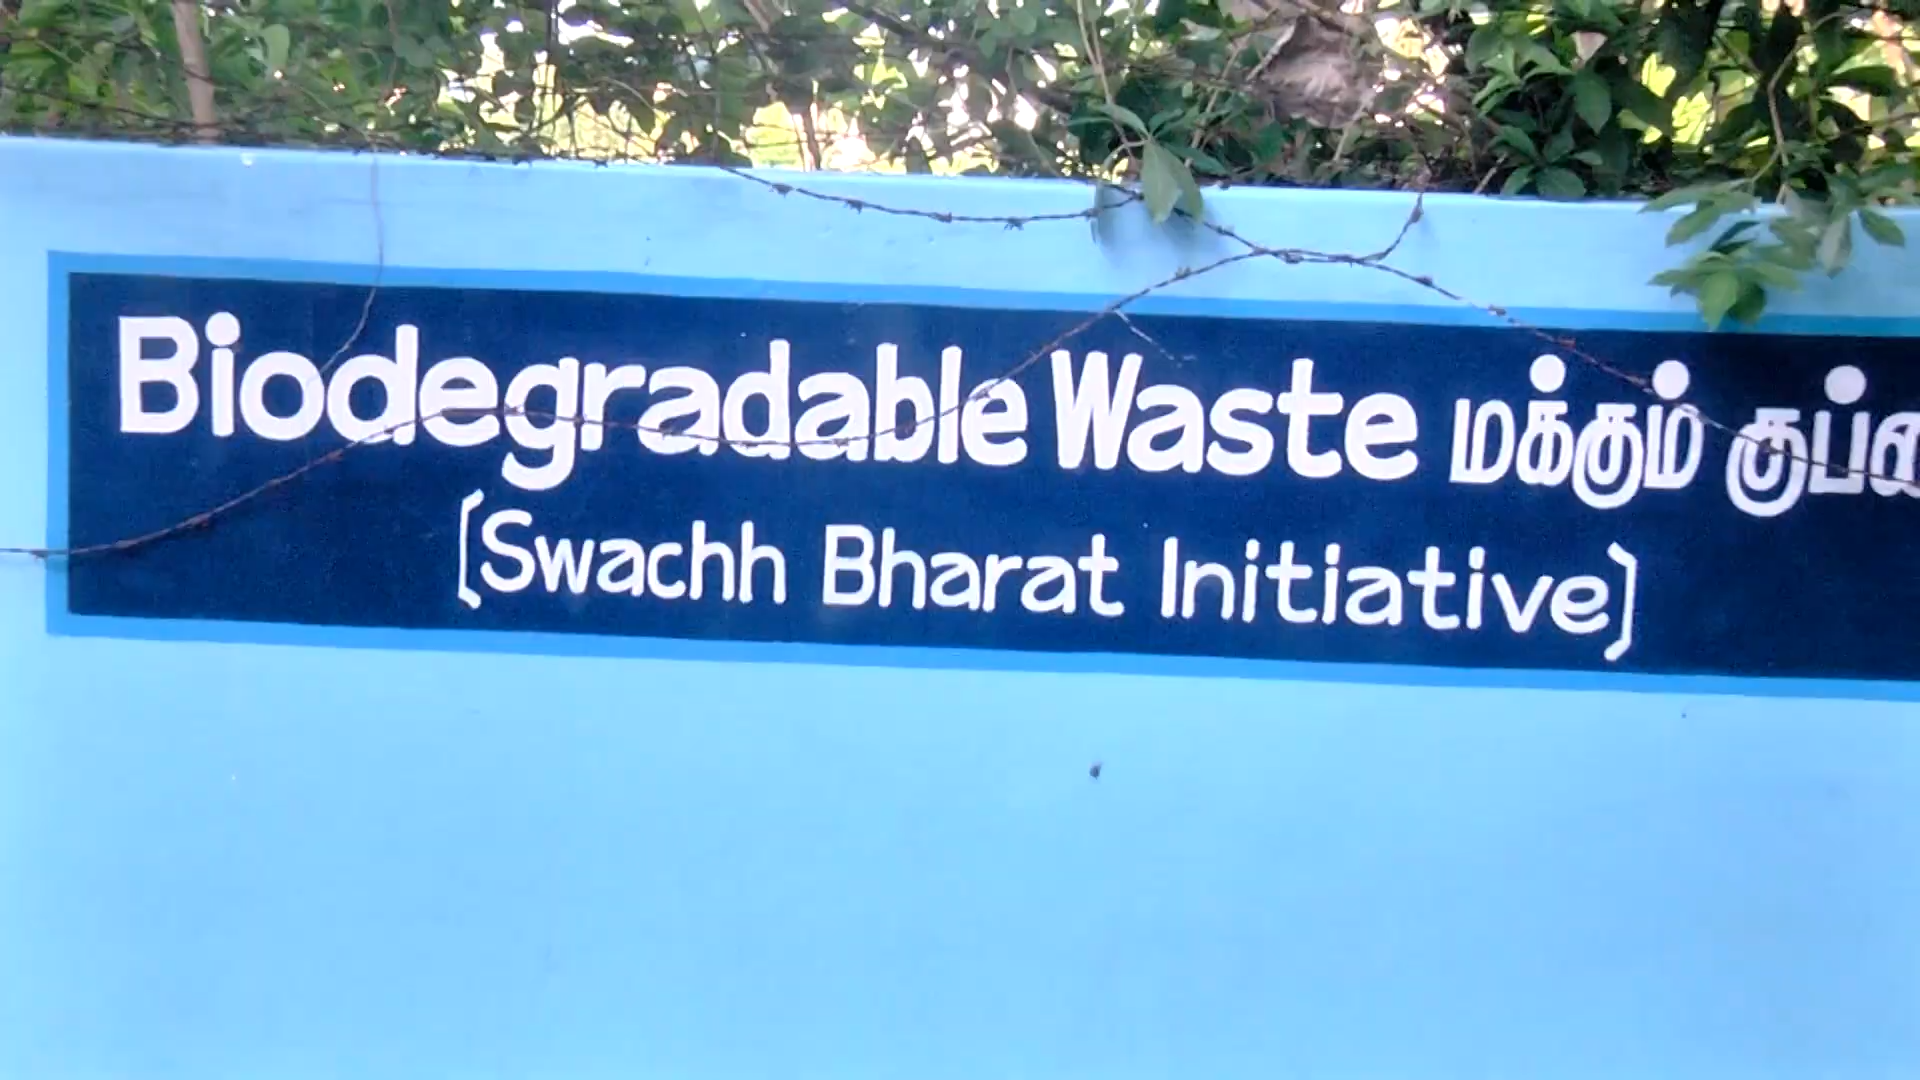 Biodegradable Waste மக்கும்
(Swachh Bharat Initiative)